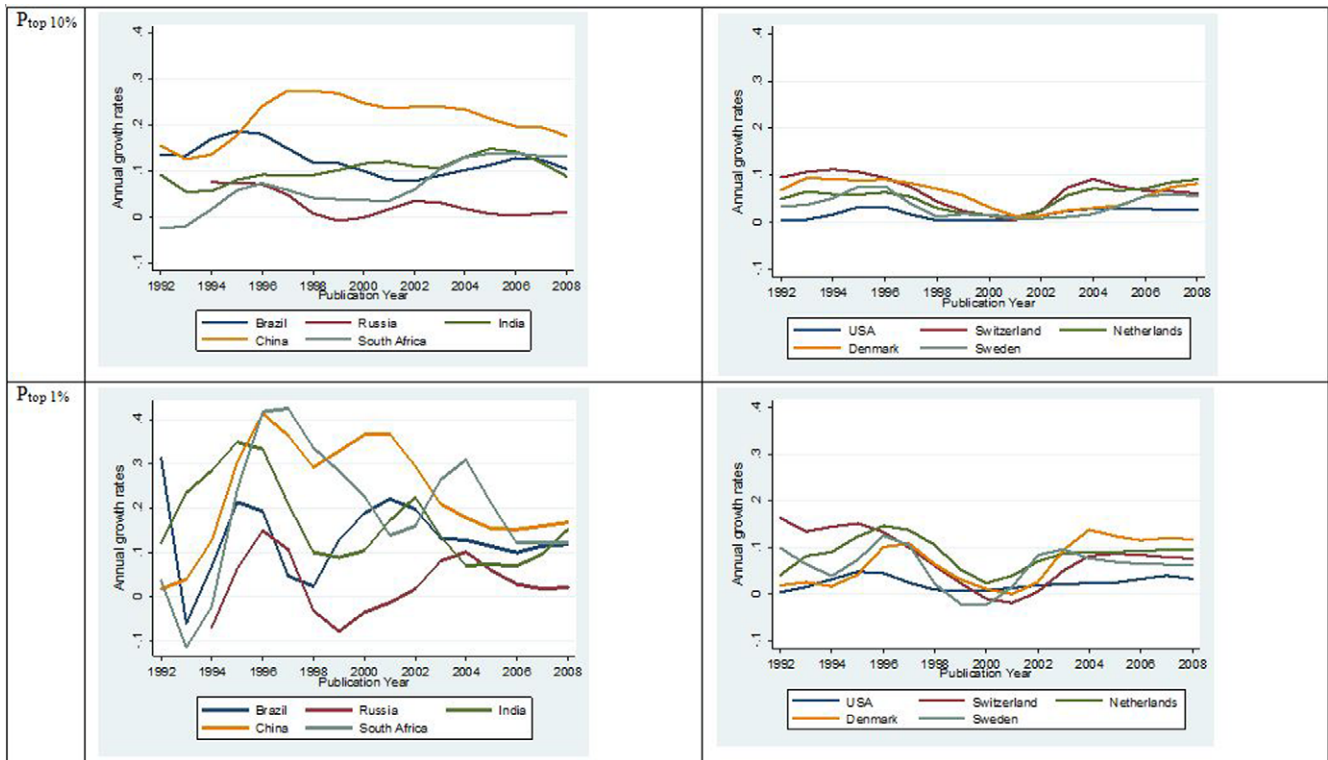 P top 10%
Annual growth rates
.4
.3
.2
.1
0
-.1
1992 1994 1996 1998 2000 2002 2004 2006 2008
Publication Year
Brazil Russia India
China South Africa
Annual growth rates
.4
.3
.2
.1
0
-.1
1992 1994 1996 1998 2000 2002 2004 2006 2008
Publication Year
USA Switzerland Netherlands
Denmark Sweden
P top 1%
Annual growth rates
.4
.3
.2
.1
0
-.1
1992 1994 1996 1998 2000 2002 2004 2006 2008
Publication Year
Brazil Russia India
China South Africa
Annual growth rates
.4
.3
.2
.1
0
-.1
1992 1994 1996 1998 2000 2002 2004 2006 2008
Publication Year
USA Switzerland Netherlands
Denmark Sweden